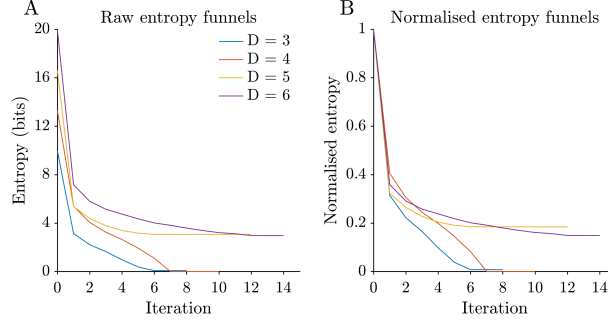 A
Raw entropy funnels
20
16
12
8
4
0
Entropy (bits)
D = 3
D = 4
D = 5
D = 6
0 2 4 6 8 10 12 14
Iteration
B
Normalised entropy funnels
1
0.8
0.6
0.4
0.2
0
Normalised entropy
0 2 4 6 8 10 12 14
Iteration